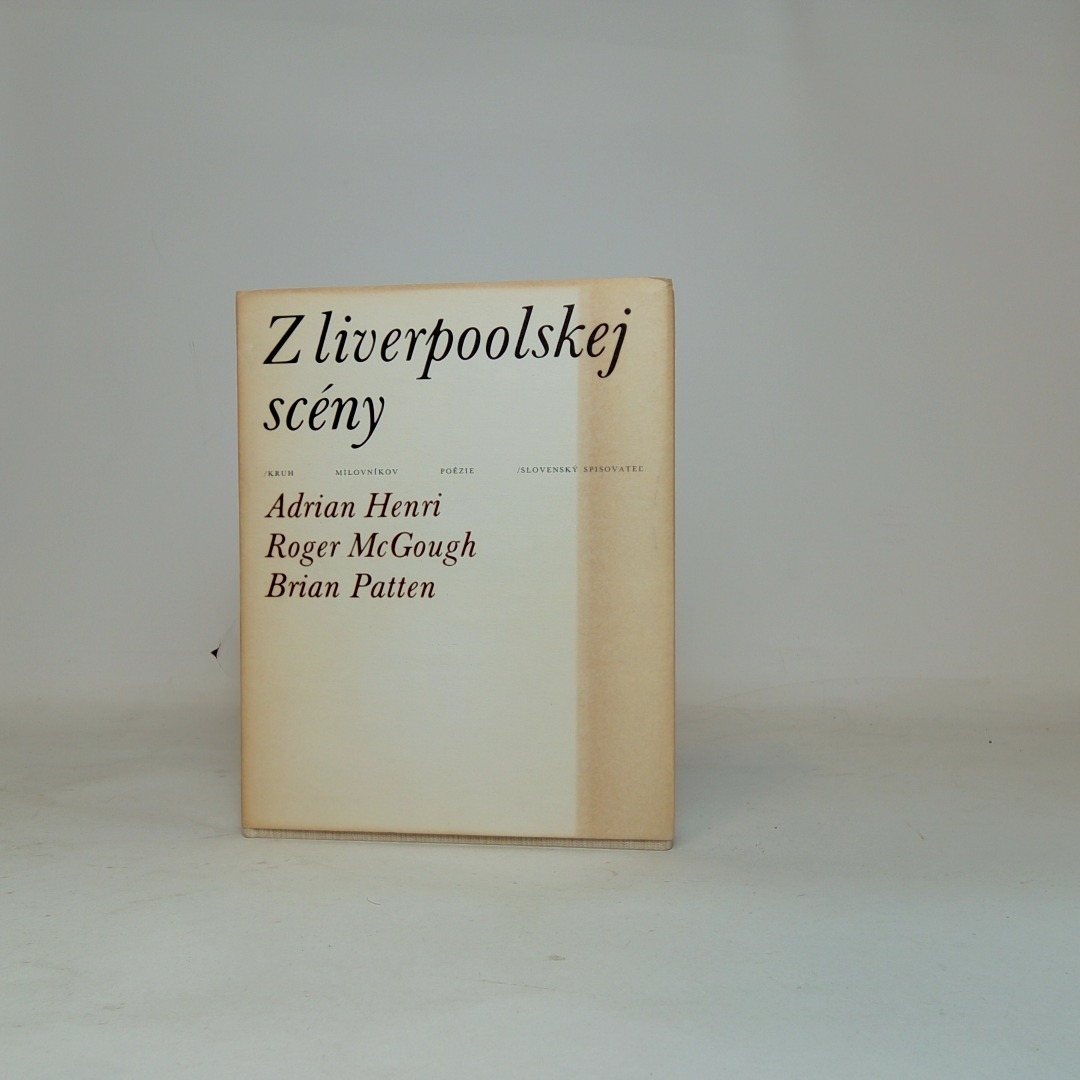 Z liverpoolskej
scény
/KRUH MILOVNÍKOV POÉZIE /SLOVENSKÝ SPISOVATEĽ
Adrian Henri
Roger McGough
Brian Patten